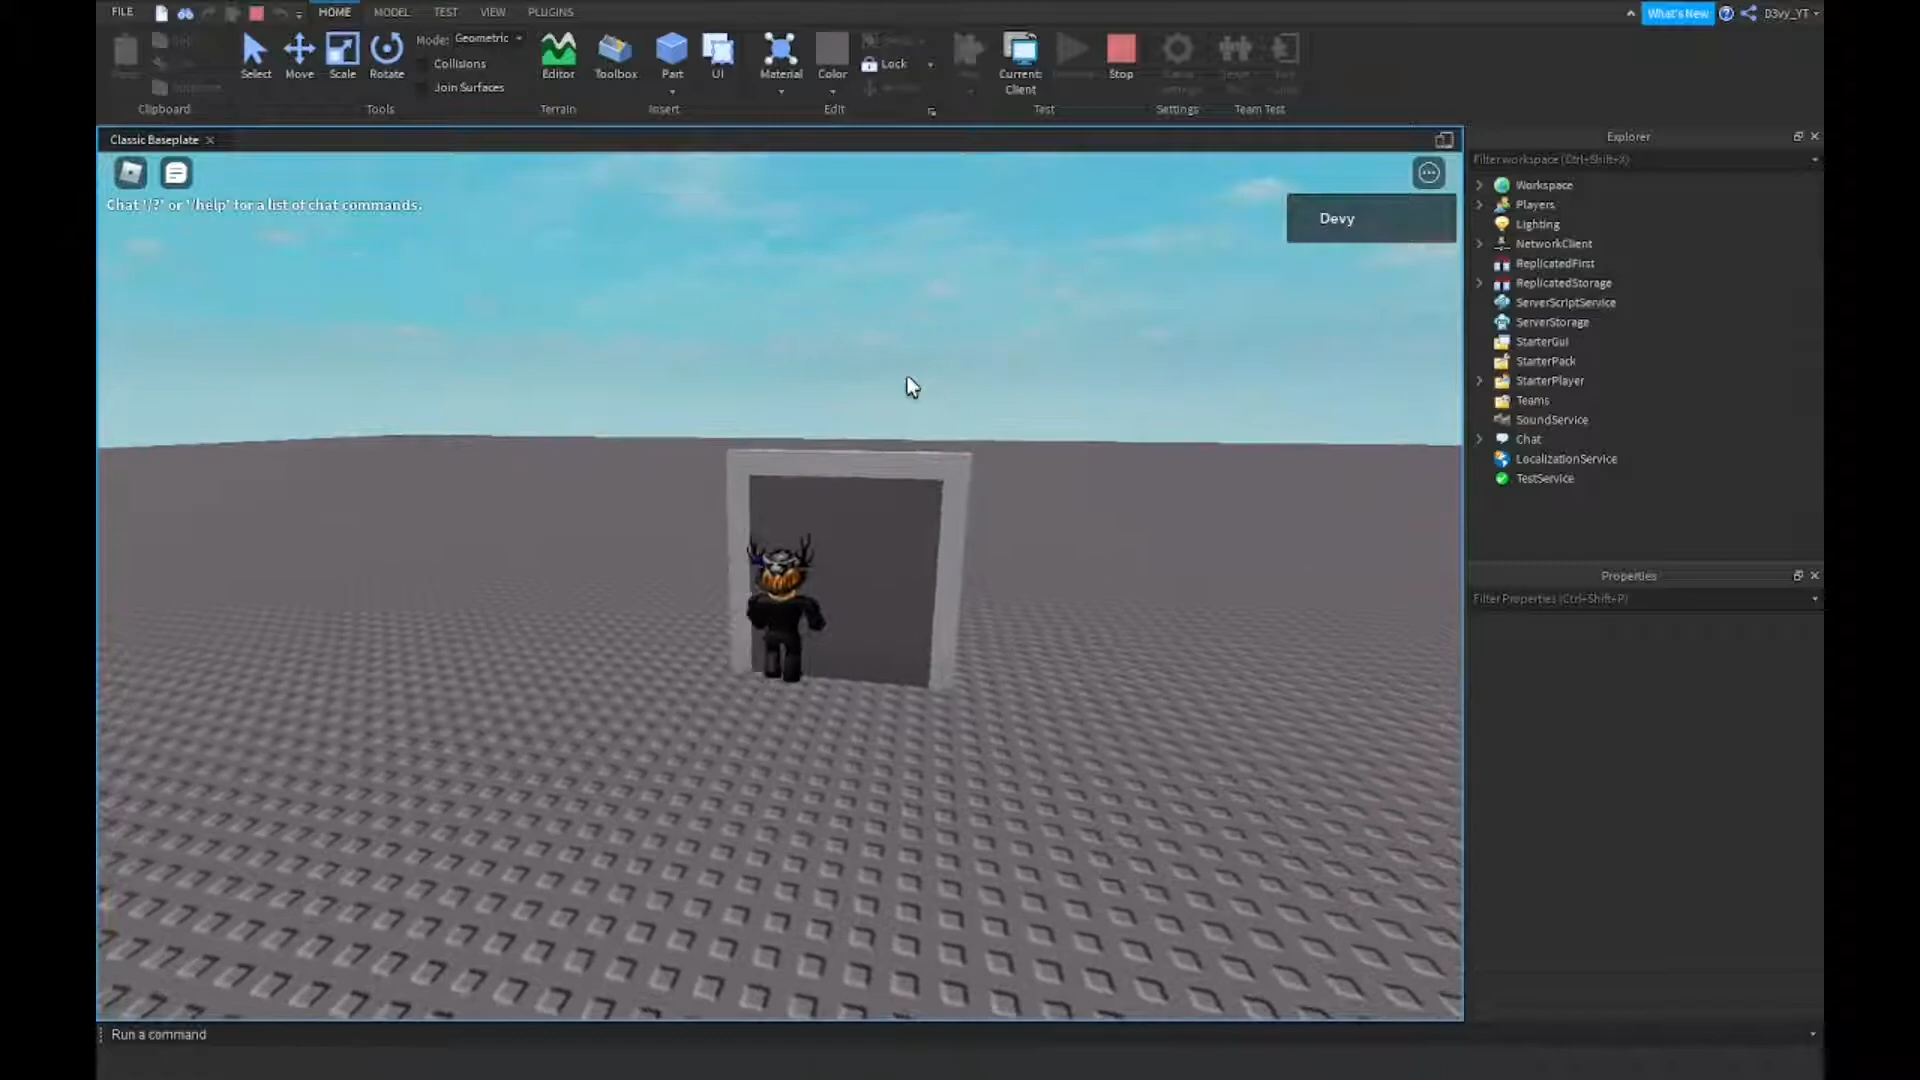 FILE HOME MODEL TEST VIEW PLUGINS What's New D3vy_YT
Select Move Scale Rotate Mode: Geometric Collisions Join Surfaces Editor Toolbox Part UI Material Color Lock Current: Client Stop
Clipboard Tools Terrain Insert Edit Test Settings Team Test
Classic Baseplate
Chat '/?' or '/help' for a list of chat commands.
Devy
Explorer
Filter workspace (Ctrl+Shift+X)
Workspace
Players
Lighting
NetworkClient
ReplicatedFirst
ReplicatedStorage
ServerScriptService
ServerStorage
StarterGui
StarterPack
StarterPlayer
Teams
SoundService
Chat
LocalizationService
TestService
Properties
Filter Properties (Ctrl+Shift+P)
Run a command